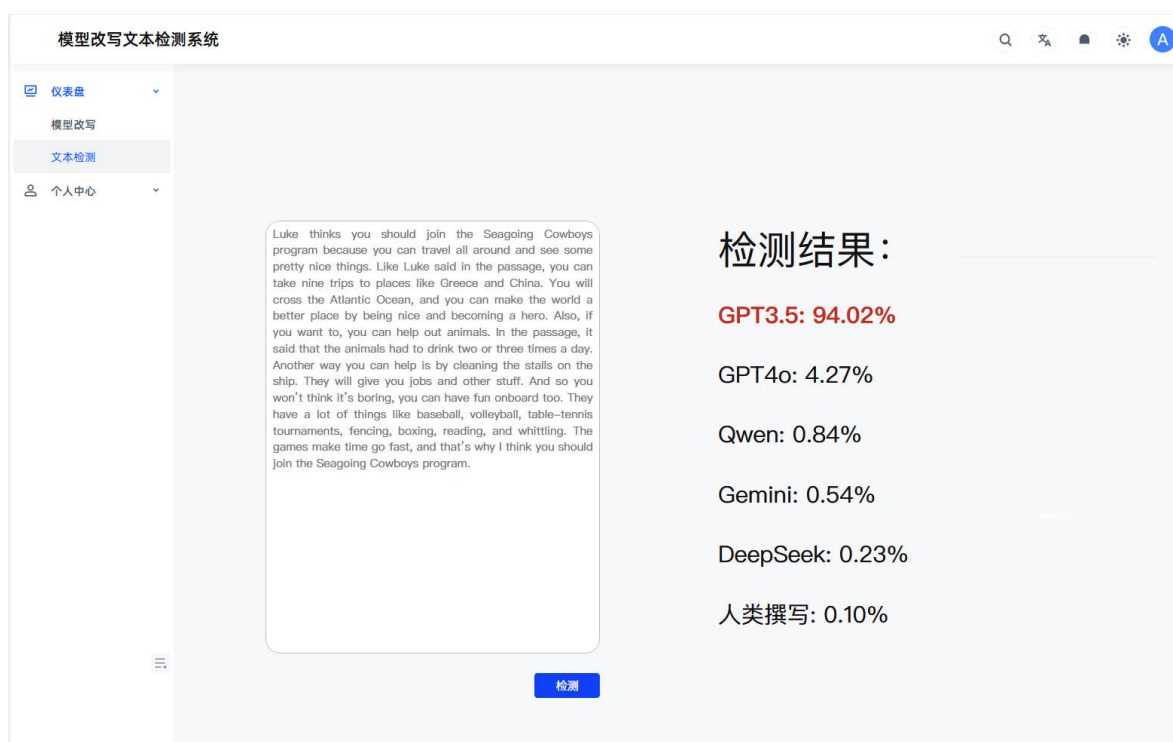 模型改写文本检测系统
A
仪表盘
模型改写
文本检测
个人中心
Luke thinks you should join the Seagoing Cowboys
program because you can travel all around and see some
pretty nice things. Like Luke said in the passage, you can
take nine trips to places like Greece and China. You will
cross the Atlantic Ocean, and you can make the world a
better place by being nice and becoming a hero. Also, if
you want to, you can help out animals. In the passage, it
said that the animals had to drink two or three times a day.
Another way you can help is by cleaning the stalls on the
ship. They will give you jobs and other stuff. And so you
won't think it's boring, you can have fun onboard too. They
have a lot of things like baseball, volleyball, table-tennis
tournaments, fencing, boxing, reading, and whittling. The
games make time go fast, and that's why I think you should
join the Seagoing Cowboys program.
检测
检测结果：
GPT3.5: 94.02%
GPT4o: 4.27%
Qwen: 0.84%
Gemini: 0.54%
DeepSeek: 0.23%
人类撰写: 0.10%